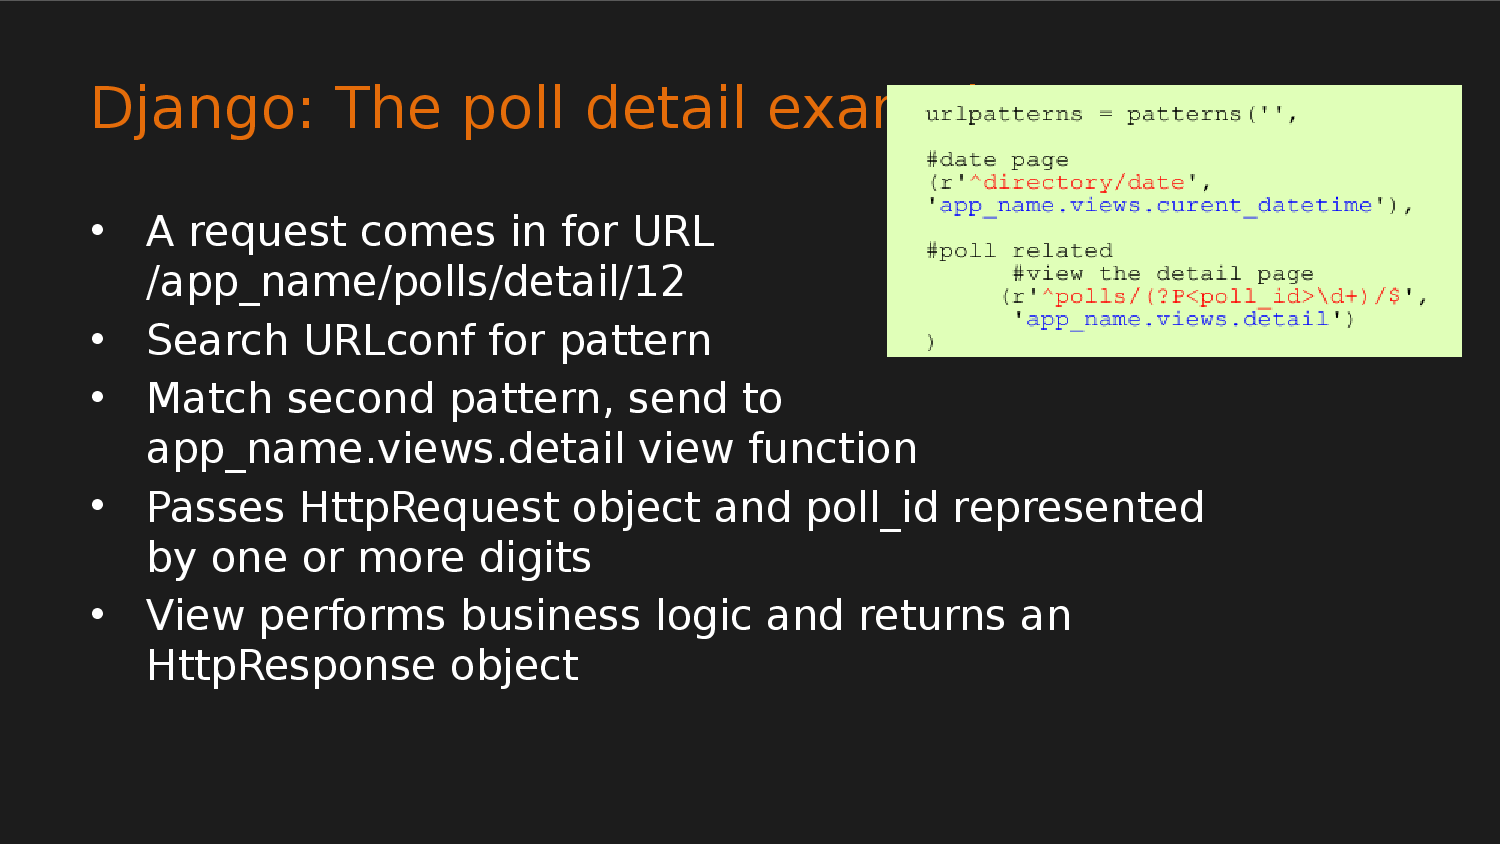 Django: The poll detail
• A request comes in for URL
/app_name/polls/detail/12
• Search URLconf for pattern
• Match second pattern, send to
app_name.views.detail view function
• Passes HttpRequest object and poll_id represented
by one or more digits
• View performs business logic and returns an
HttpResponse object
urlpatterns = patterns('',
#date page
(r'^directory/date',
'app_name.views.curent_datetime'),
#poll related
#view the detail page
(r'^polls/(?P<poll_id>\d+)/$',
'app_name.views.detail')
)